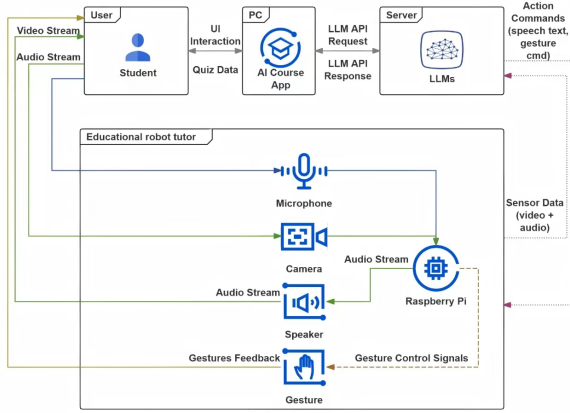 User
PC
Server
Action
Commands
(speech text,
gesture
cmd)
Video Stream
Audio Stream
Student
UI
Interaction
Quiz Data
AI Course
App
LLM API
Request
LLM API
Response
LLMs
Educational robot tutor
Microphone
Sensor Data
(video +
audio)
Camera
Audio Stream
Raspberry Pi
Audio Stream
Speaker
Gestures Feedback
Gesture Control Signals
Gesture